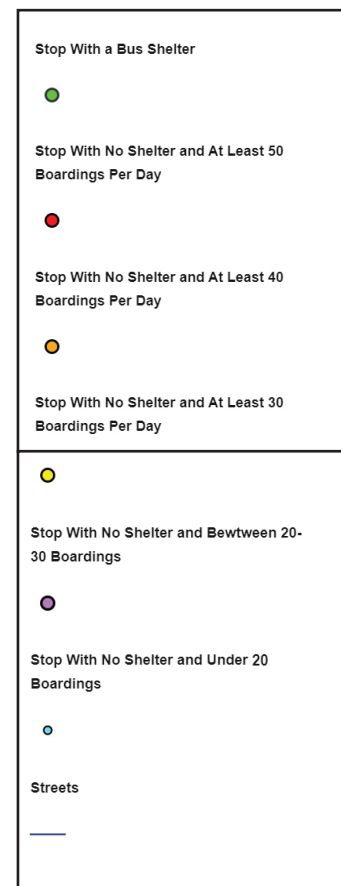 Stop With a Bus Shelter
Stop With No Shelter and At Least 50
Boardings Per Day
Stop With No Shelter and At Least 40
Boardings Per Day
Stop With No Shelter and At Least 30
Boardings Per Day
Stop With No Shelter and Bewtween 20-
30 Boardings
Stop With No Shelter and Under 20
Boardings
Streets